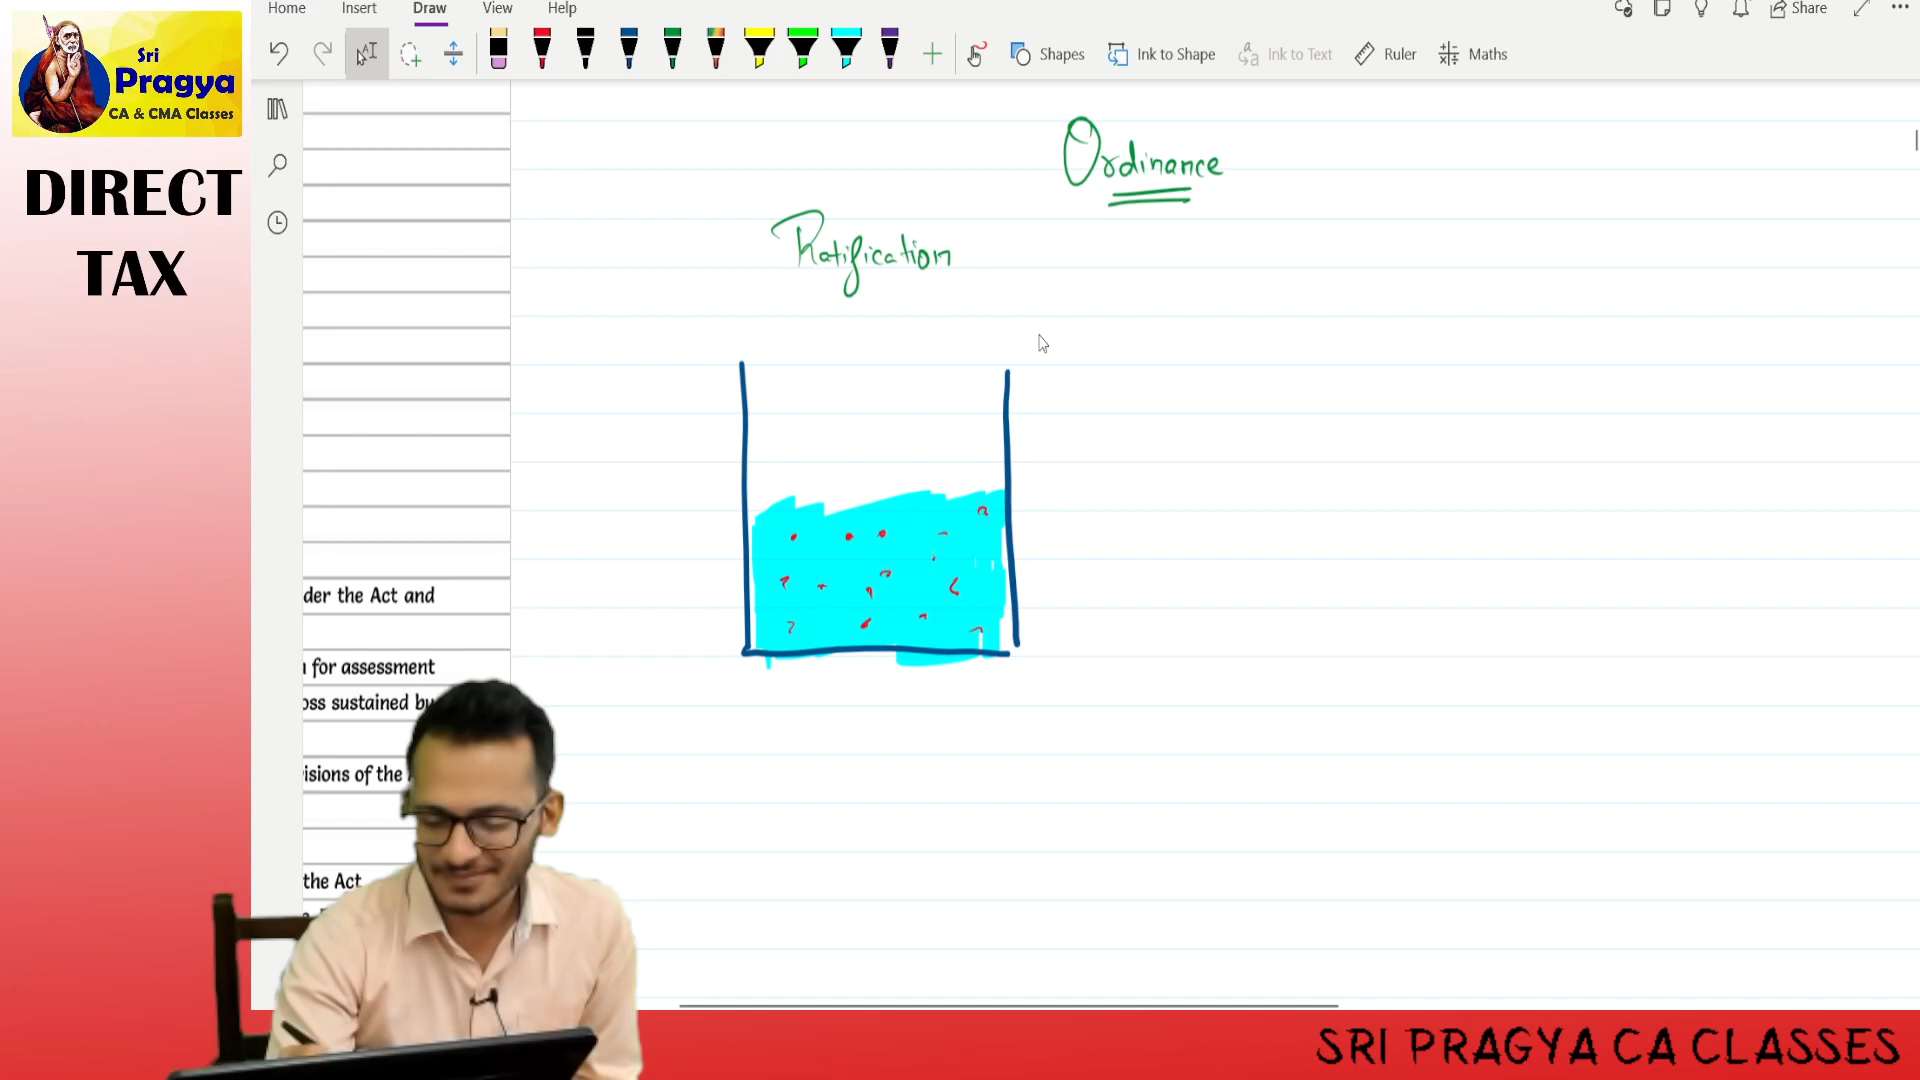 Home Insert Draw View Help
Share
Shapes Ink to Shape Ink to Text Ruler Maths
Sri
Pragya
CA & CMA Classes
DIRECT
TAX
Ordinance
Ratification
der the Act and
for assessment
oss sustained by
isions of the
the Act
SRI PRAGYA CA CLASSES